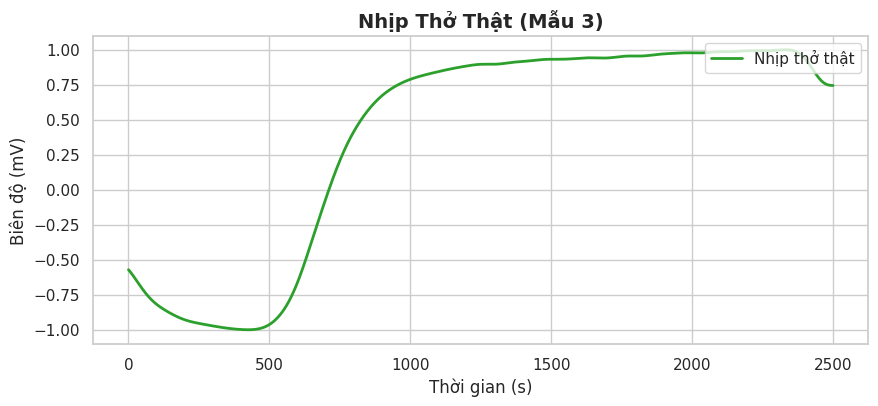 Nhịp Thở Thật (Mẫu 3)
Nhịp thở thật
Biên độ (mV)
1.00
0.75
0.50
0.25
0.00
−0.25
−0.50
−0.75
−1.00
0 500 1000 1500 2000 2500
Thời gian (s)